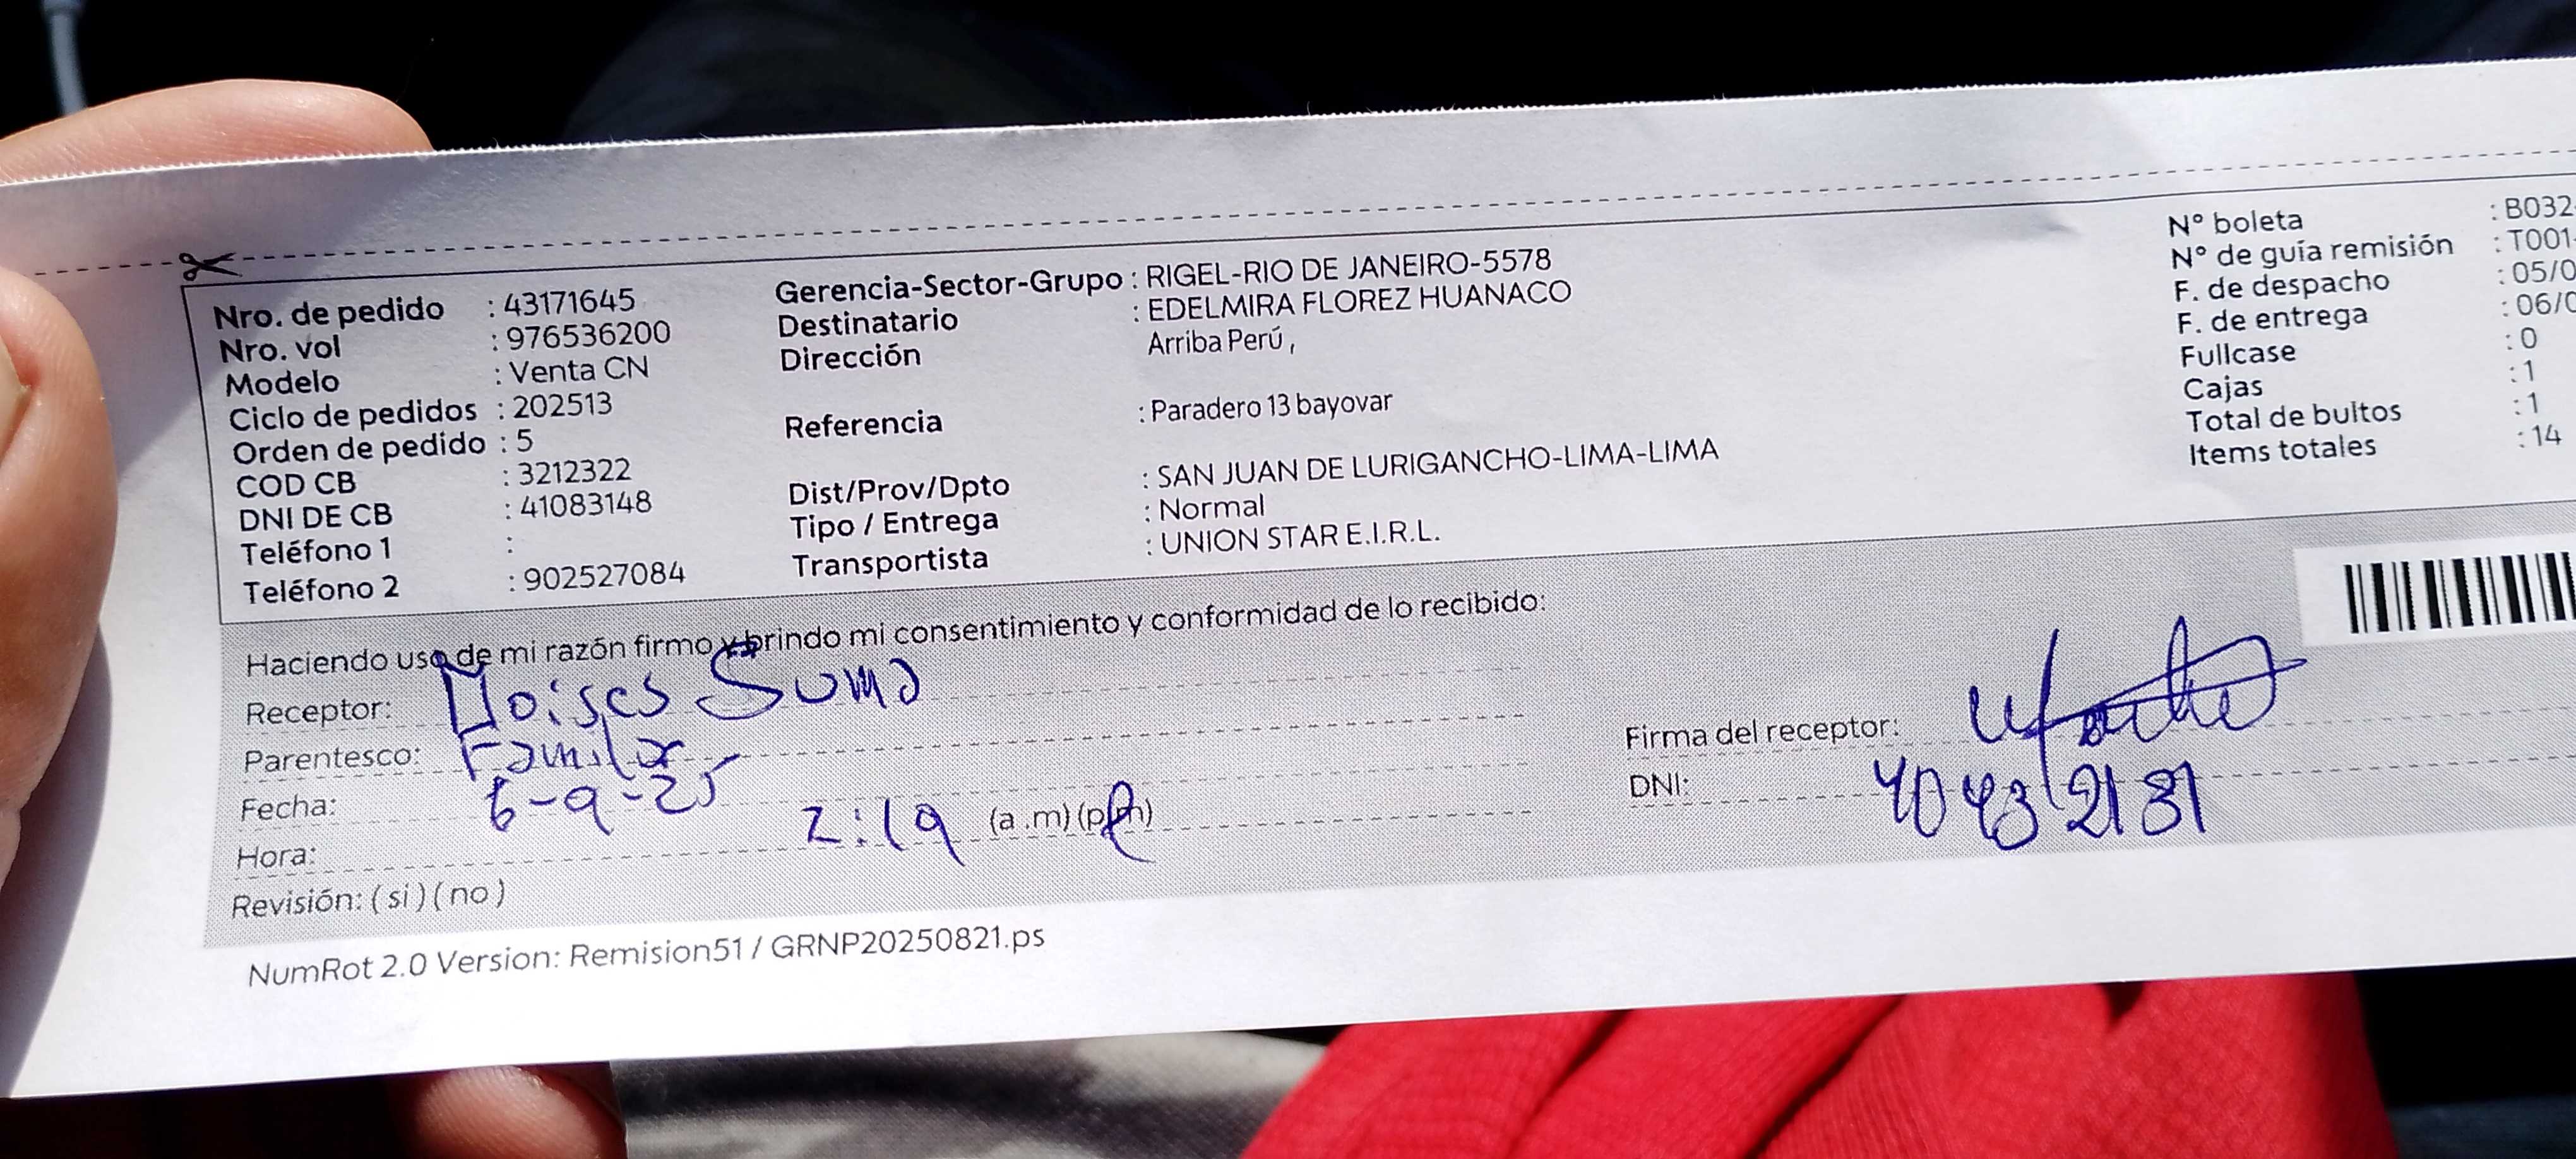 Nro. de pedido : 43171645
Nro. vol : 976536200
Modelo : Venta CN
Ciclo de pedidos : 202513
Orden de pedido : 5
COD CB : 3212322
DNI DE CB : 41083148
Teléfono 1 :
Teléfono 2 : 902527084
Gerencia-Sector-Grupo : RIGEL-RIO DE JANEIRO-5578
Destinatario : EDELMIRA FLOREZ HUANACO
Dirección Arriba Perú,
Referencia : Paradero 13 bayovar
Dist/Prov/Dpto : SAN JUAN DE LURIGANCHO-LIMA-LIMA
Tipo / Entrega : Normal
Transportista : UNION STAR E.I.R.L.
N° boleta : B032-
N° de guía remisión : T001-
F. de despacho : 05/0
F. de entrega : 06/0
Fullcase : 0
Cajas : 1
Total de bultos : 1
Items totales : 14
Haciendo uso de mi razón firmo y brindo mi consentimiento y conformidad de lo recibido:
Receptor: Moises Sumo
Parentesco: Familiar
Fecha: 6-9-25
Hora: 2:19 (a.m) (p.m)
Revisión: ( si ) ( no )
Firma del receptor:
DNI: 40432181
NumRot 2.0 Version: Remision51 / GRNP20250821.ps